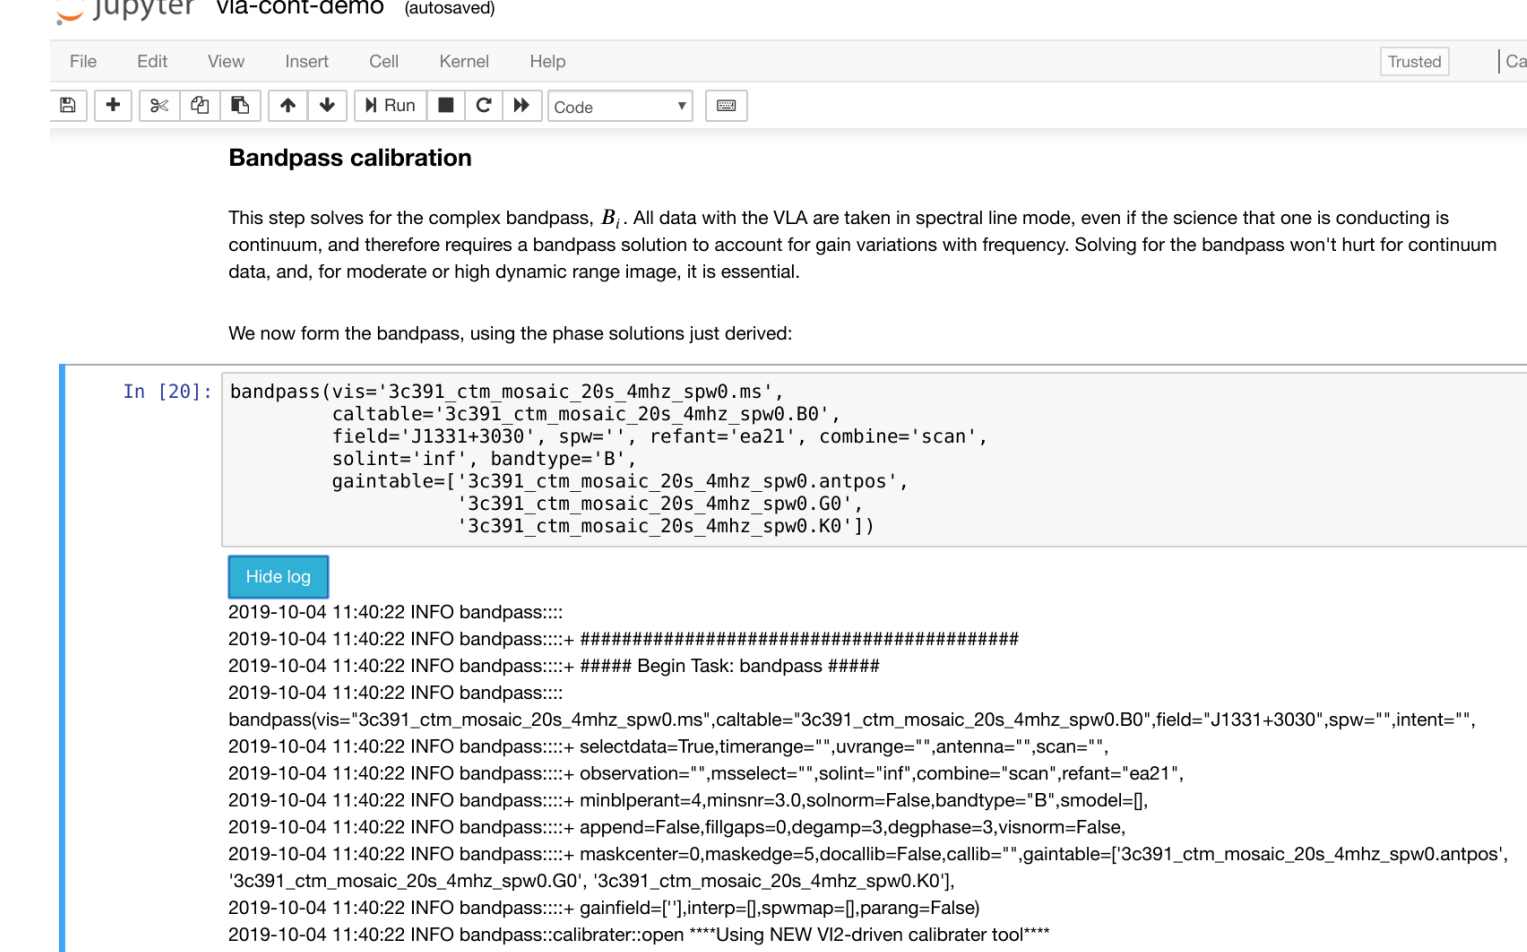 jupyter vla-cont-demo (autosaved)
File Edit View Insert Cell Kernel Help Trusted Ca
Run Code
Bandpass calibration
This step solves for the complex bandpass, Bi. All data with the VLA are taken in spectral line mode, even if the science that one is conducting is
continuum, and therefore requires a bandpass solution to account for gain variations with frequency. Solving for the bandpass won't hurt for continuum
data, and, for moderate or high dynamic range image, it is essential.
We now form the bandpass, using the phase solutions just derived:
In [20]: bandpass(vis='3c391_ctm_mosaic_20s_4mhz_spw0.ms',
caltable='3c391_ctm_mosaic_20s_4mhz_spw0.B0',
field='J1331+3030', spw='', refant='ea21', combine='scan',
solint='inf', bandtype='B',
gaintable=['3c391_ctm_mosaic_20s_4mhz_spw0.antpos',
'3c391_ctm_mosaic_20s_4mhz_spw0.G0',
'3c391_ctm_mosaic_20s_4mhz_spw0.K0'])
Hide log
2019-10-04 11:40:22 INFO bandpass::::
2019-10-04 11:40:22 INFO bandpass::::+ ##########################################
2019-10-04 11:40:22 INFO bandpass::::+ ##### Begin Task: bandpass #####
2019-10-04 11:40:22 INFO bandpass::::
bandpass(vis="3c391_ctm_mosaic_20s_4mhz_spw0.ms",caltable="3c391_ctm_mosaic_20s_4mhz_spw0.B0",field="J1331+3030",spw="",intent="",
2019-10-04 11:40:22 INFO bandpass::::+ selectdata=True,timerange="",uvrange="",antenna="",scan="",
2019-10-04 11:40:22 INFO bandpass::::+ observation="",msselect="",solint="inf",combine="scan",refant="ea21",
2019-10-04 11:40:22 INFO bandpass::::+ minblperant=4,minsnr=3.0,solnorm=False,bandtype="B",smodel=[],
2019-10-04 11:40:22 INFO bandpass::::+ append=False,fillgaps=0,degamp=3,degphase=3,visnorm=False,
2019-10-04 11:40:22 INFO bandpass::::+ maskcenter=0,maskedge=5,docallib=False,callib="",gaintable=['3c391_ctm_mosaic_20s_4mhz_spw0.antpos',
'3c391_ctm_mosaic_20s_4mhz_spw0.G0', '3c391_ctm_mosaic_20s_4mhz_spw0.K0'],
2019-10-04 11:40:22 INFO bandpass::::+ gainfield=[''],interp=[],spwmap=[],parang=False)
2019-10-04 11:40:22 INFO bandpass::calibrater::open ****Using NEW VI2-driven calibrater tool****